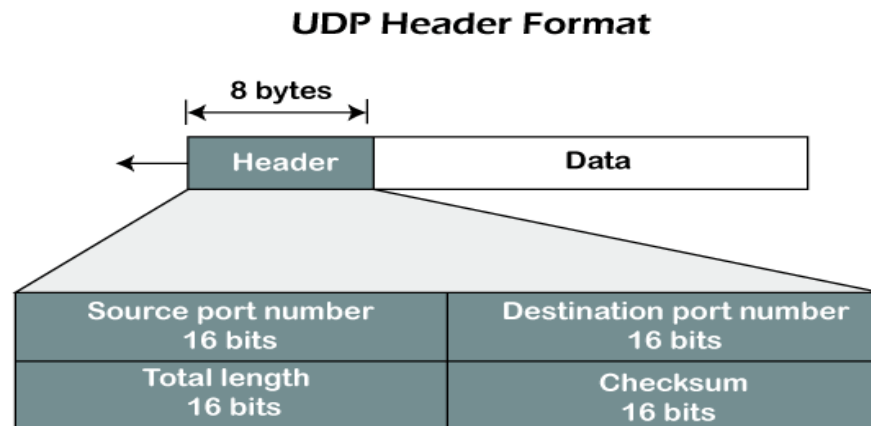 UDP Header Format
8 bytes
Header
Data
Source port number
16 bits
Destination port number
16 bits
Total length
16 bits
Checksum
16 bits